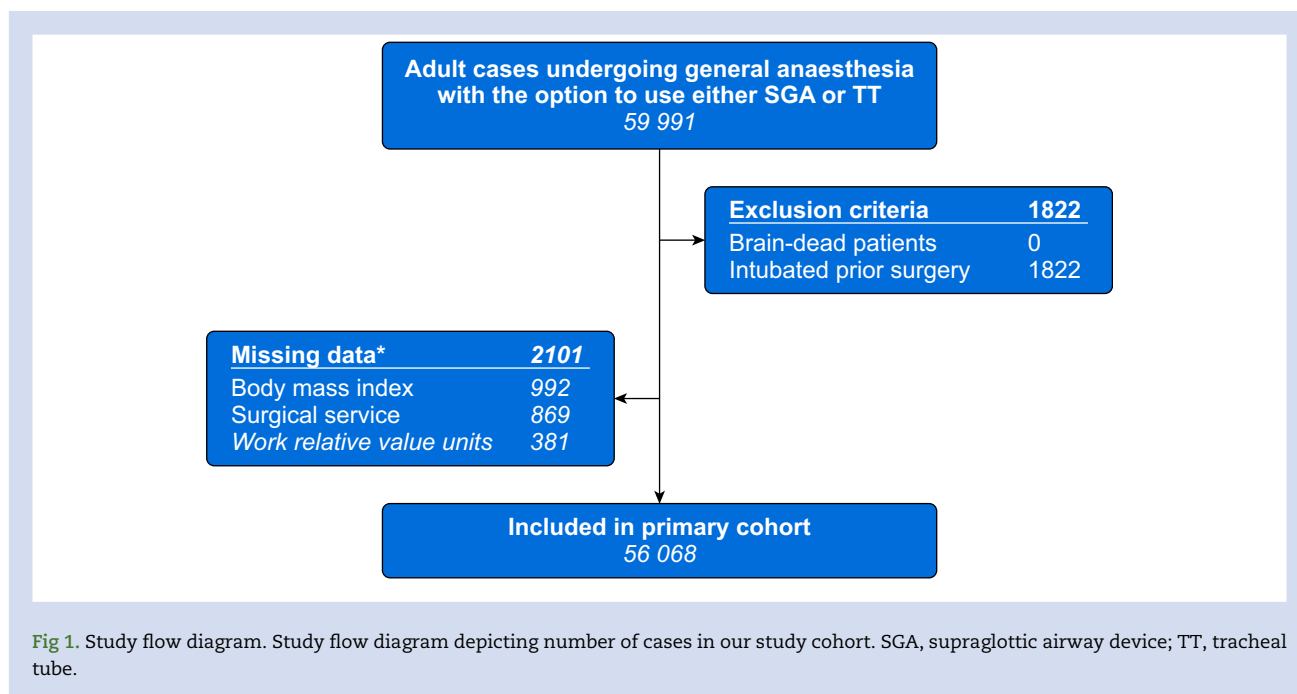 Adult cases undergoing general anaesthesia
with the option to use either SGA or TT
59 991
Exclusion criteria 1822
Brain-dead patients 0
Intubated prior surgery 1822
Missing data* 2101
Body mass index 992
Surgical service 869
Work relative value units 381
Included in primary cohort
56 068
Fig 1. Study flow diagram. Study flow diagram depicting number of cases in our study cohort. SGA, supraglottic airway device; TT, tracheal
tube.